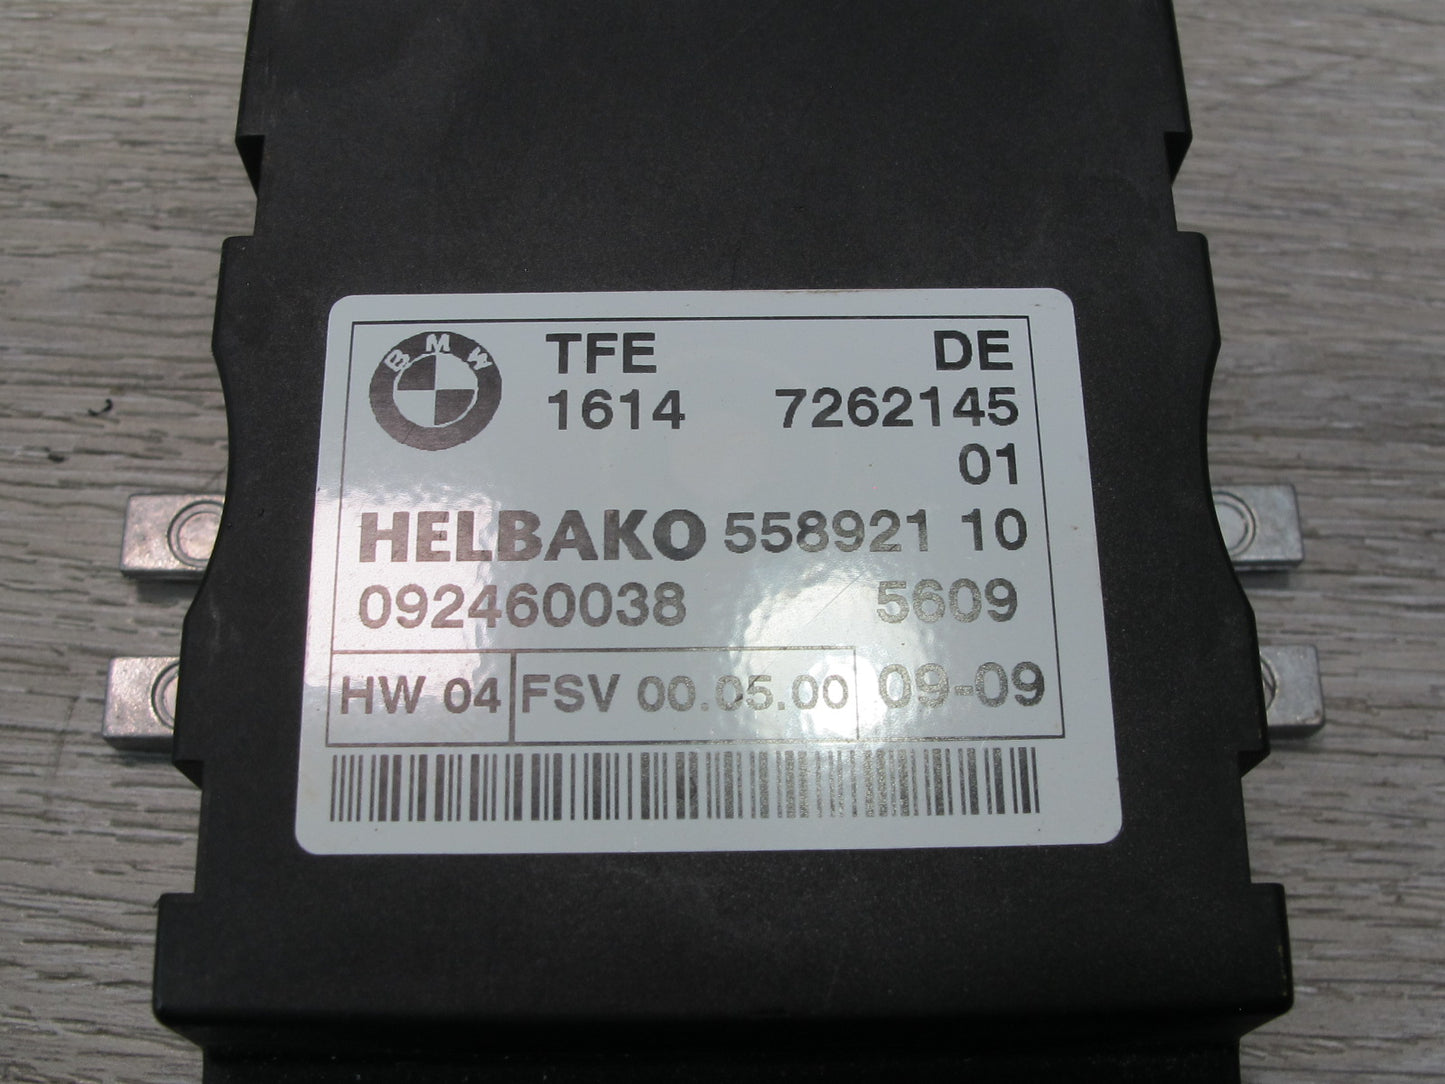 BMW TFE DE
1614 7262145
01
HELBAKO 558921 10
092460038 5609
HW 04 FSV 00.05.00 09-09